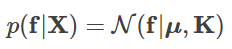 p(f|X) = 𝒩(f|μ, K)